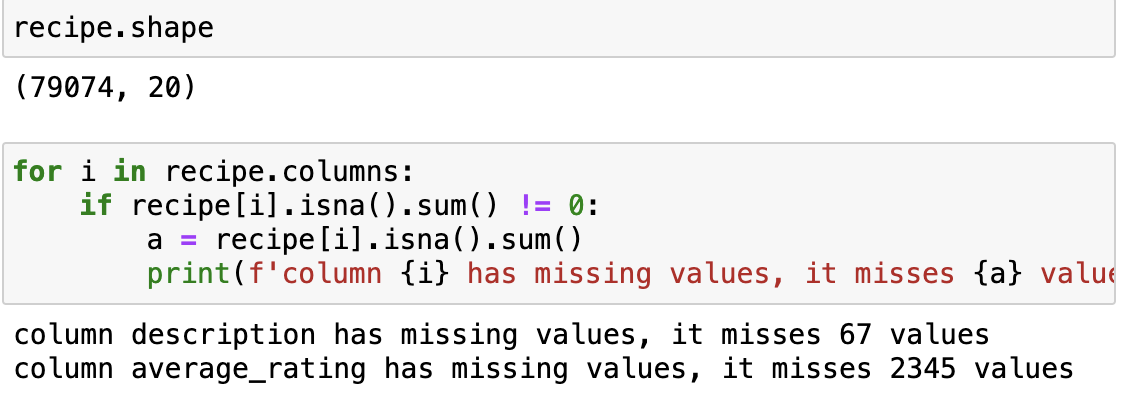 recipe.shape
(79074, 20)
for i in recipe.columns:
    if recipe[i].isna().sum() != 0:
        a = recipe[i].isna().sum()
        print(f'column {i} has missing values, it misses {a} value
column description has missing values, it misses 67 values
column average_rating has missing values, it misses 2345 values